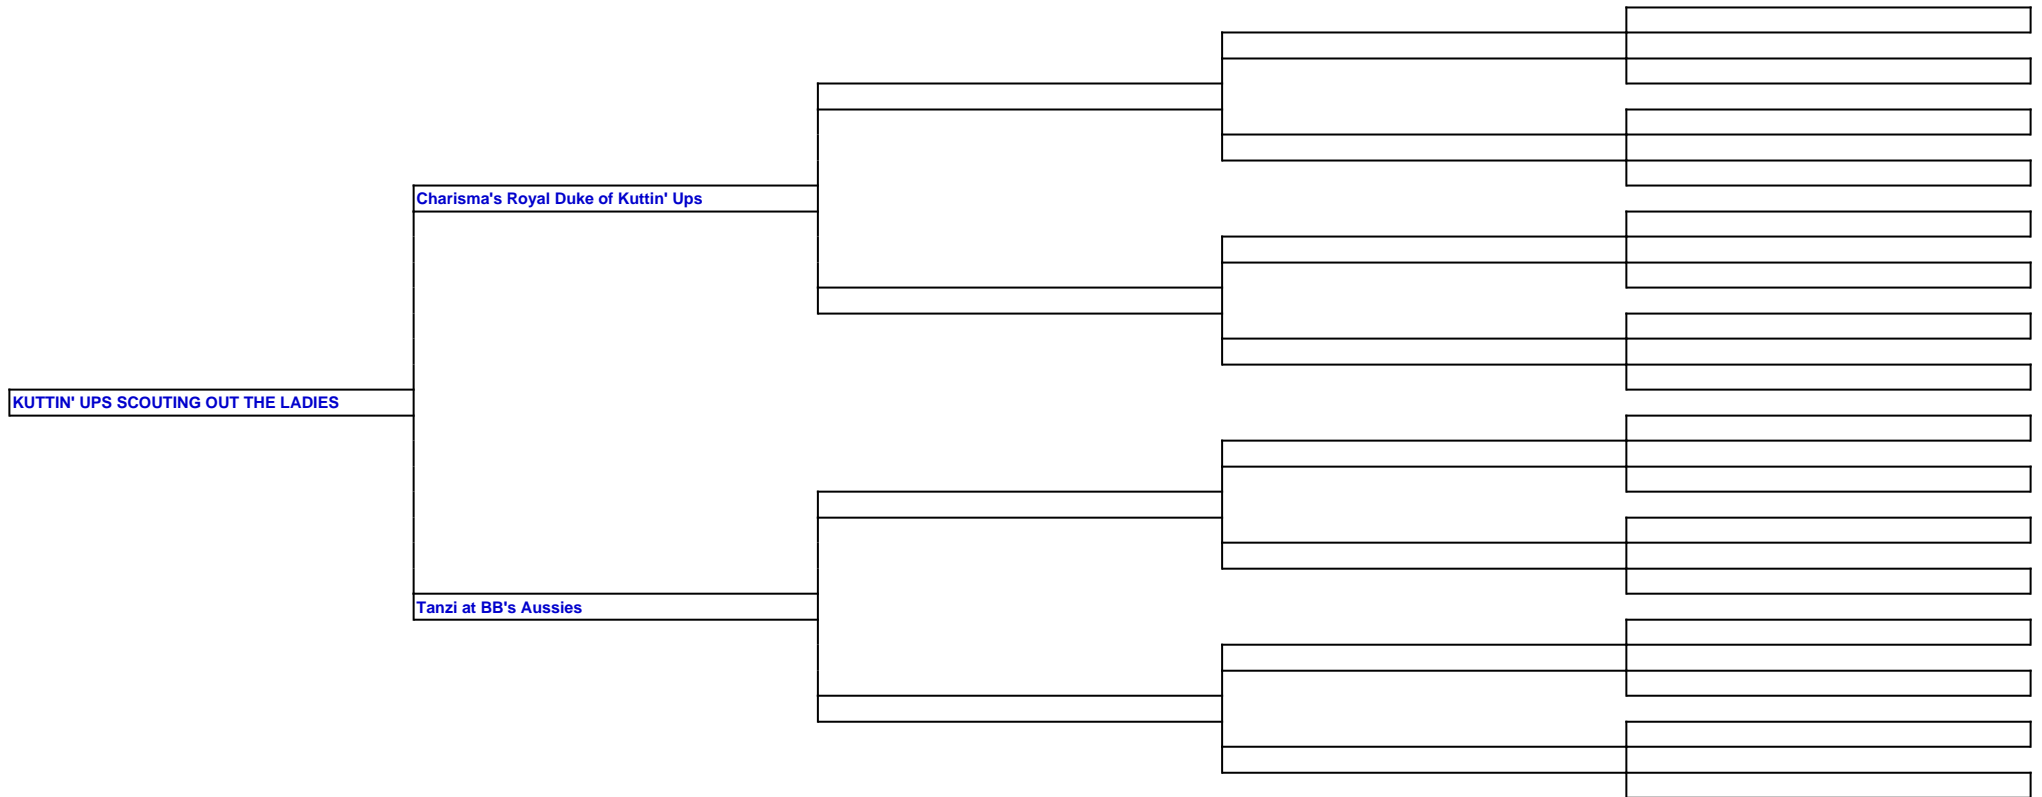 Charisma's Royal Duke of Kuttin' Ups
KUTTIN' UPS SCOUTING OUT THE LADIES
Tanzi at BB's Aussies